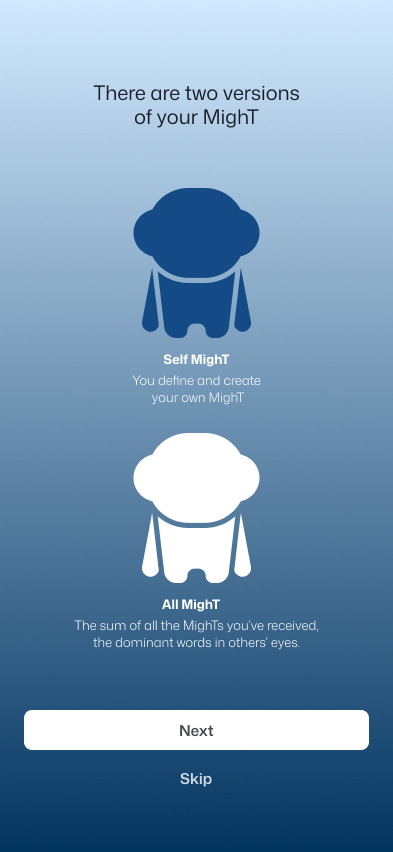 There are two versions
of your MighT
Self MighT
You define and create
your own MighT
All MighT
The sum of all the MighTs you've received,
the dominant words in others' eyes.
Next
Skip